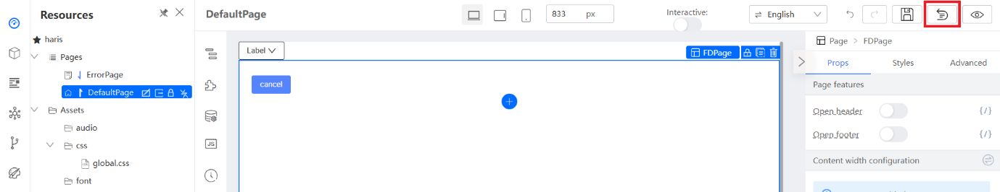 Resources
DefaultPage
833 px
Interactive:
English
haris
Pages
ErrorPage
DefaultPage
Assets
audio
css
global.css
font
JS
Label
FDPage
cancel
Page > FDPage
Props Styles Advanced
Page features
Open header {/}
Open footer {/}
Content width configuration